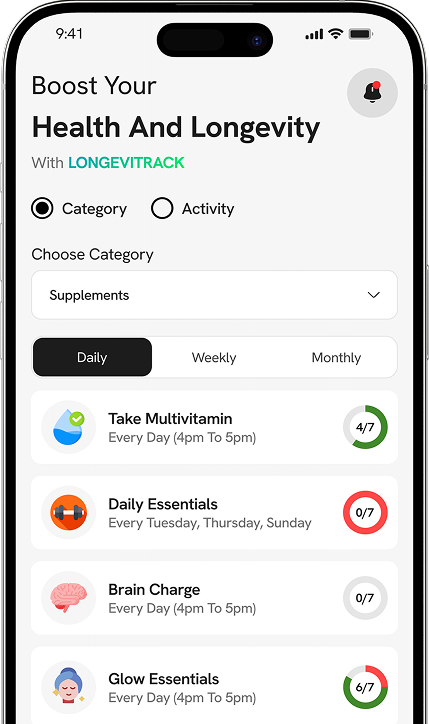 9:41
Boost Your
Health And Longevity
With LONGEVITRACK
Category Activity
Choose Category
Supplements
Daily Weekly Monthly
Take Multivitamin
Every Day (4pm To 5pm)
4/7
Daily Essentials
Every Tuesday, Thursday, Sunday
0/7
Brain Charge
Every Day (4pm To 5pm)
0/7
Glow Essentials
Every Day (4pm To 5pm)
6/7